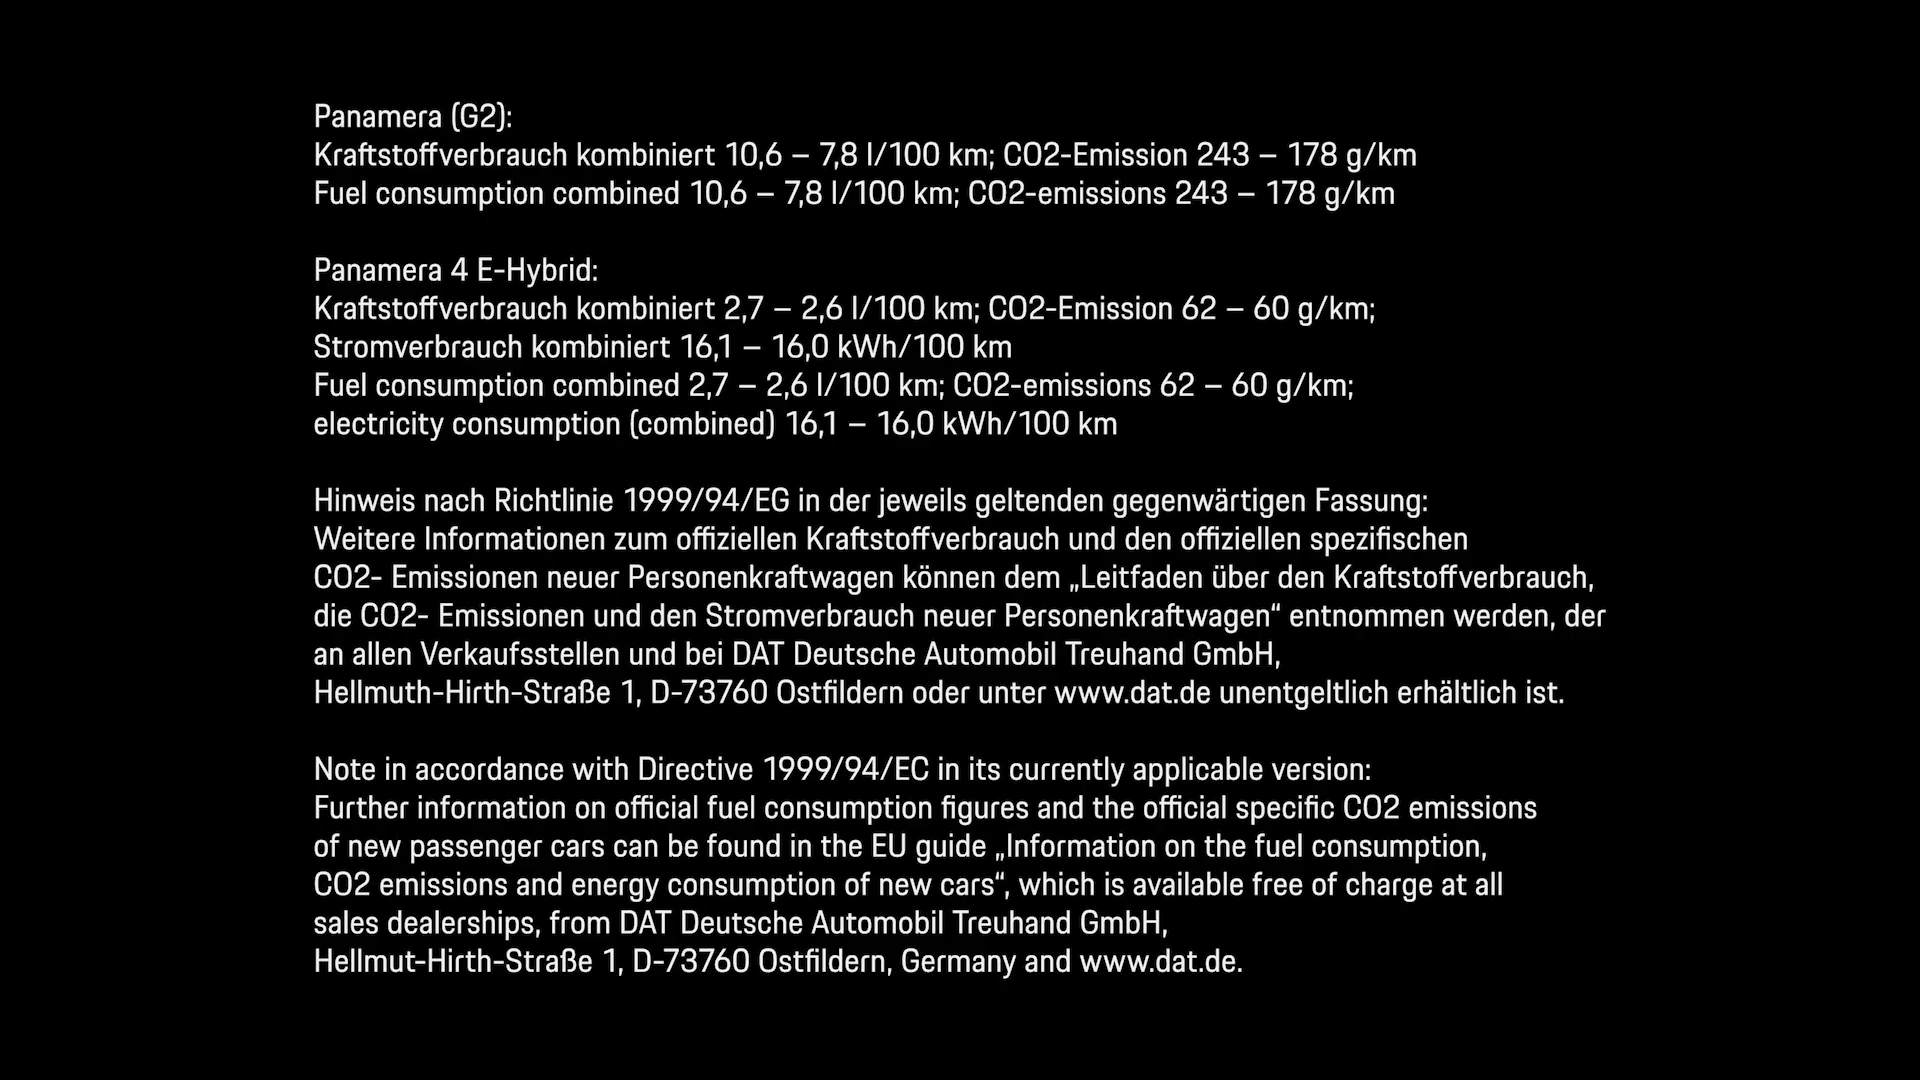 Panamera (G2):
Kraftstoffverbrauch kombiniert 10,6 – 7,8 l/100 km; CO2-Emission 243 – 178 g/km
Fuel consumption combined 10,6 – 7,8 l/100 km; CO2-emissions 243 – 178 g/km
Panamera 4 E-Hybrid:
Kraftstoffverbrauch kombiniert 2,7 – 2,6 l/100 km; CO2-Emission 62 – 60 g/km;
Stromverbrauch kombiniert 16,1 – 16,0 kWh/100 km
Fuel consumption combined 2,7 – 2,6 l/100 km; CO2-emissions 62 – 60 g/km;
electricity consumption (combined) 16,1 – 16,0 kWh/100 km
Hinweis nach Richtlinie 1999/94/EG in der jeweils geltenden gegenwärtigen Fassung:
Weitere Informationen zum offiziellen Kraftstoffverbrauch und den offiziellen spezifischen
CO2- Emissionen neuer Personenkraftwagen können dem „Leitfaden über den Kraftstoffverbrauch,
die CO2- Emissionen und den Stromverbrauch neuer Personenkraftwagen“ entnommen werden, der
an allen Verkaufsstellen und bei DAT Deutsche Automobil Treuhand GmbH,
Hellmuth-Hirth-Straße 1, D-73760 Ostfildern oder unter www.dat.de unentgeltlich erhältlich ist.
Note in accordance with Directive 1999/94/EC in its currently applicable version:
Further information on official fuel consumption figures and the official specific CO2 emissions
of new passenger cars can be found in the EU guide „Information on the fuel consumption,
CO2 emissions and energy consumption of new cars“, which is available free of charge at all
sales dealerships, from DAT Deutsche Automobil Treuhand GmbH,
Hellmut-Hirth-Straße 1, D-73760 Ostfildern, Germany and www.dat.de.